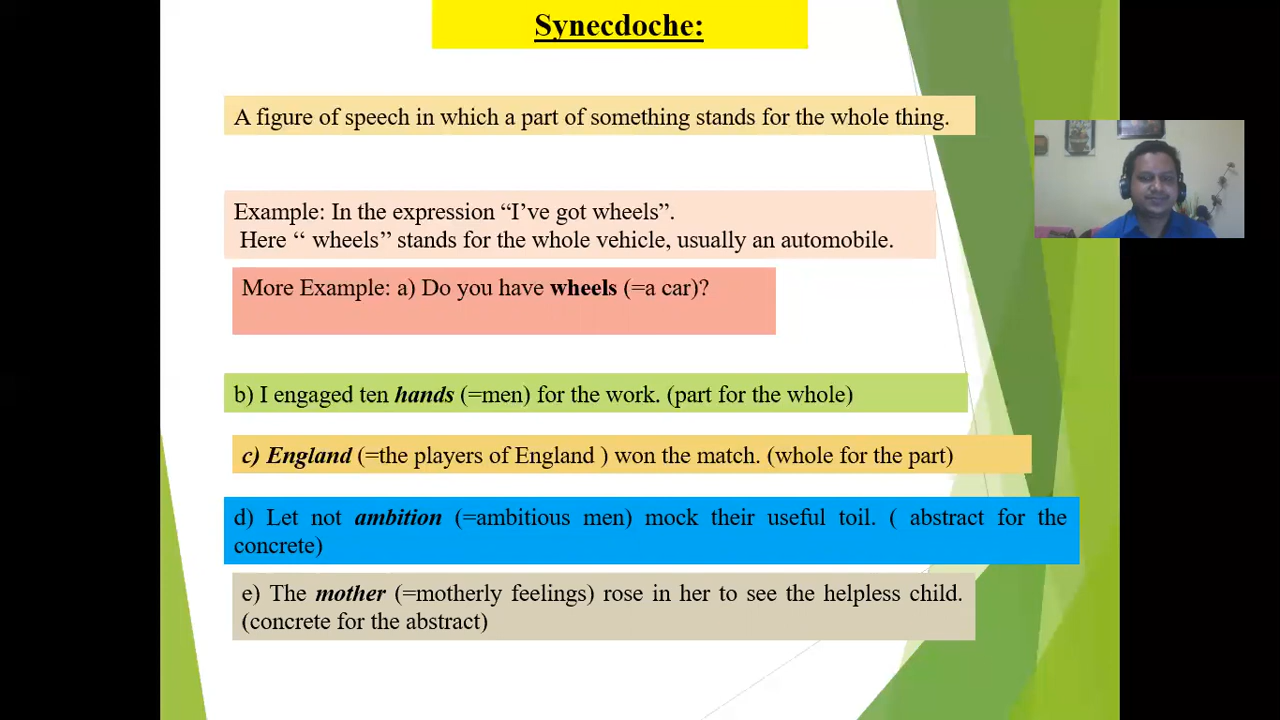 Synecdoche:
A figure of speech in which a part of something stands for the whole thing.
Example: In the expression “I’ve got wheels”.
Here “ wheels” stands for the whole vehicle, usually an automobile.
More Example: a) Do you have wheels (=a car)?
b) I engaged ten hands (=men) for the work. (part for the whole)
c) England (=the players of England ) won the match. (whole for the part)
d) Let not ambition (=ambitious men) mock their useful toil. ( abstract for the
concrete)
e) The mother (=motherly feelings) rose in her to see the helpless child.
(concrete for the abstract)